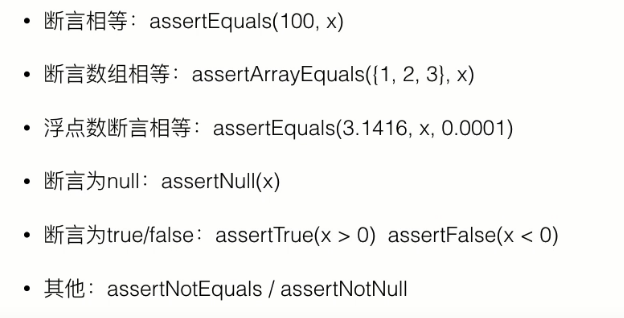 • 断言相等：assertEquals(100, x)
• 断言数组相等：assertArrayEquals({1, 2, 3}, x)
• 浮点数断言相等：assertEquals(3.1416, x, 0.0001)
• 断言为null：assertNull(x)
• 断言为true/false：assertTrue(x > 0)  assertFalse(x < 0)
• 其他：assertNotEquals / assertNotNull